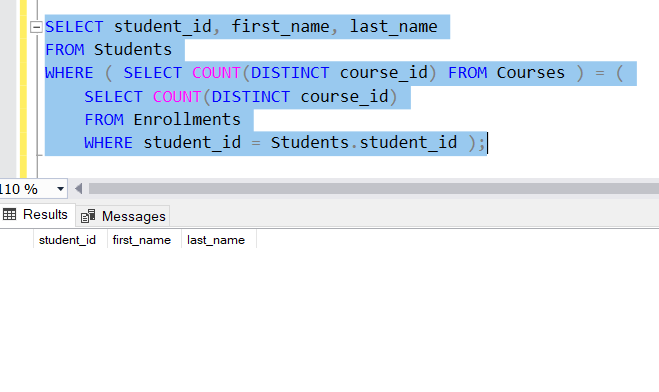 SELECT student_id, first_name, last_name
FROM Students
WHERE ( SELECT COUNT(DISTINCT course_id) FROM Courses ) = (
SELECT COUNT(DISTINCT course_id)
FROM Enrollments
WHERE student_id = Students.student_id );
110 %
Results Messages
student_id first_name last_name